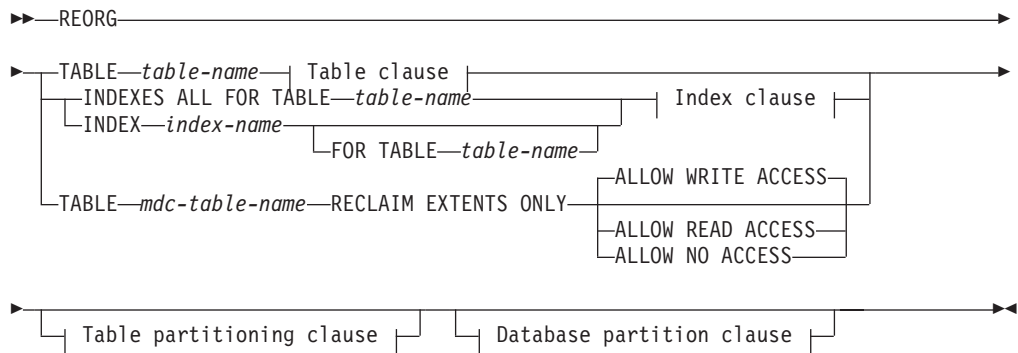 REORG
TABLE table-name Table clause
INDEXES ALL FOR TABLE table-name Index clause
INDEX index-name
FOR TABLE table-name
ALLOW WRITE ACCESS
TABLE mdc-table-name RECLAIM EXTENTS ONLY
ALLOW READ ACCESS
ALLOW NO ACCESS
Table partitioning clause Database partition clause